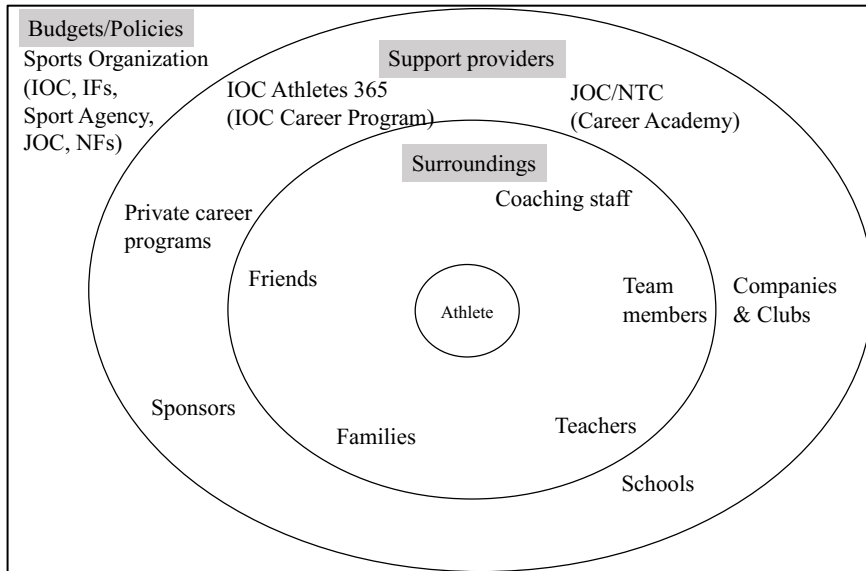 Budgets/Policies
Sports Organization
(IOC, IFs,
Sport Agency,
JOC, NFs)
Support providers
IOC Athletes 365
(IOC Career Program)
JOC/NTC
(Career Academy)
Surroundings
Coaching staff
Private career
programs
Friends
Athlete
Team
members
Companies
& Clubs
Sponsors
Families
Teachers
Schools